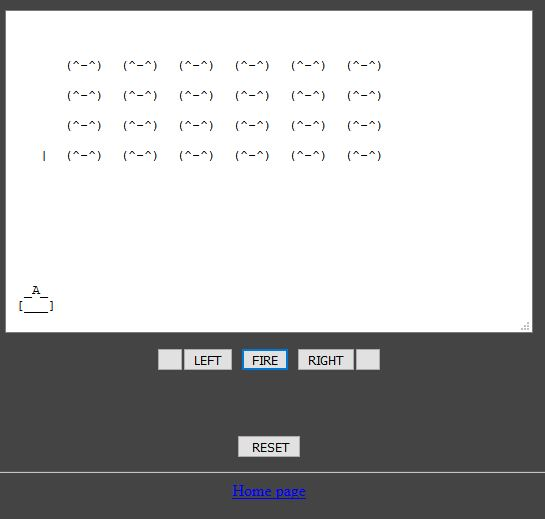 (^-^) (^-^) (^-^) (^-^) (^-^) (^-^)
(^-^) (^-^) (^-^) (^-^) (^-^) (^-^)
(^-^) (^-^) (^-^) (^-^) (^-^) (^-^)
| (^-^) (^-^) (^-^) (^-^) (^-^) (^-^)
_A_
[___]
LEFT FIRE RIGHT
RESET
Home page